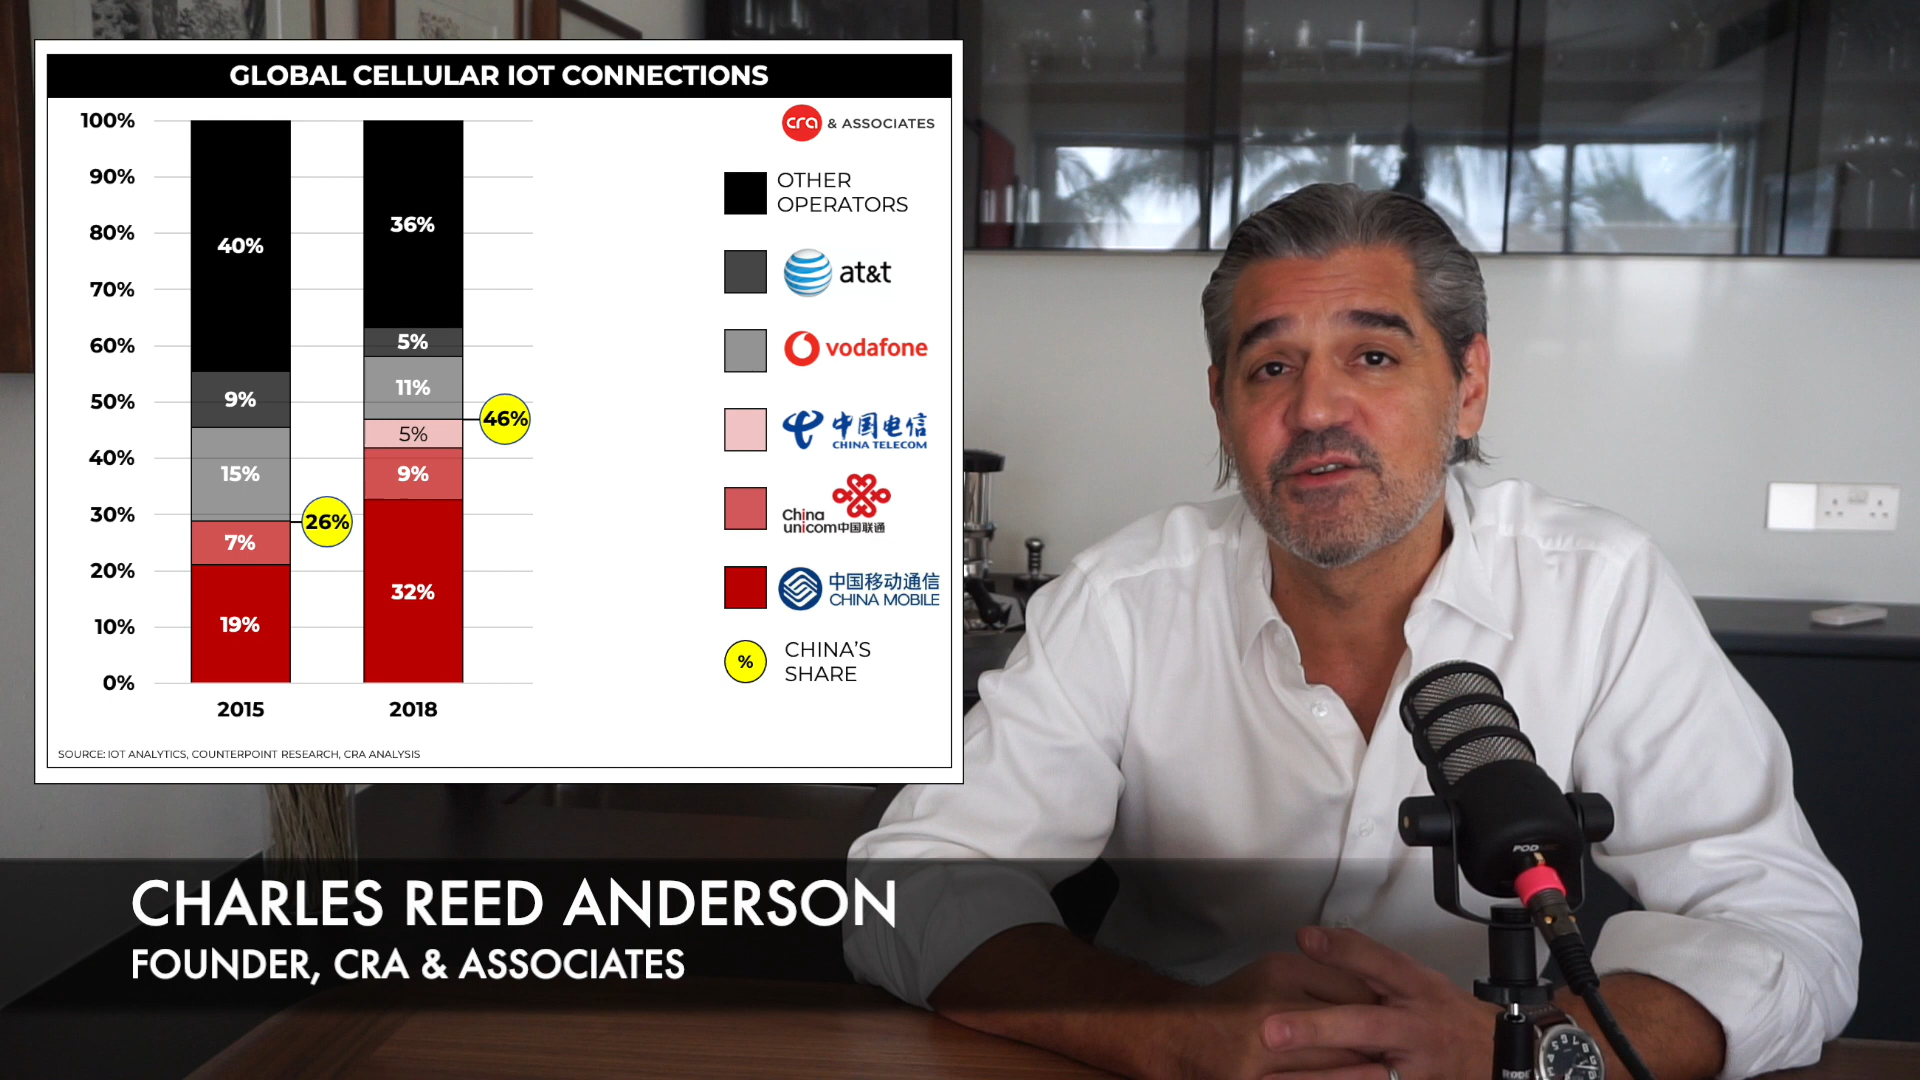 GLOBAL CELLULAR IOT CONNECTIONS
cra & ASSOCIATES
100%
90%
80%
70%
60%
50%
40%
30%
20%
10%
0%
40%
9%
15%
7%
19%
26%
2015
36%
5%
11%
5%
9%
32%
46%
2018
OTHER
OPERATORS
at&t
vodafone
中国电信
CHINA TELECOM
China
unicom中国联通
中国移动通信
CHINA MOBILE
%
CHINA'S
SHARE
SOURCE: IOT ANALYTICS, COUNTERPOINT RESEARCH, CRA ANALYSIS
CHARLES REED ANDERSON
FOUNDER, CRA & ASSOCIATES
RODE